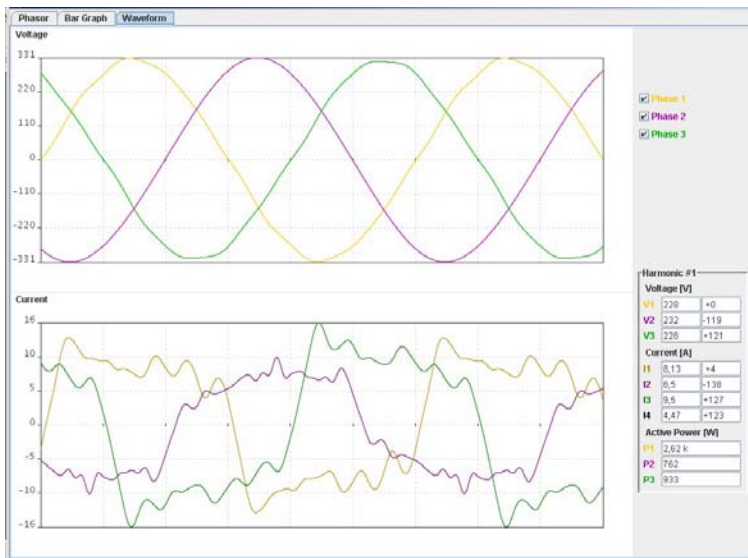 Phasor Bar Graph Waveform
Voltage
331
220
110
0
-110
-220
-331
Phase 1
Phase 2
Phase 3
Current
16
10
5
0
-5
-10
-16
Harmonic #1
Voltage [V]
V1 228 +0
V2 232 -119
V3 226 +121
Current [A]
I1 8,13 +4
I2 6,5 -138
I3 9,5 +127
I4 4,47 +123
Active Power [W]
P1 2,62 k
P2 762
P3 933